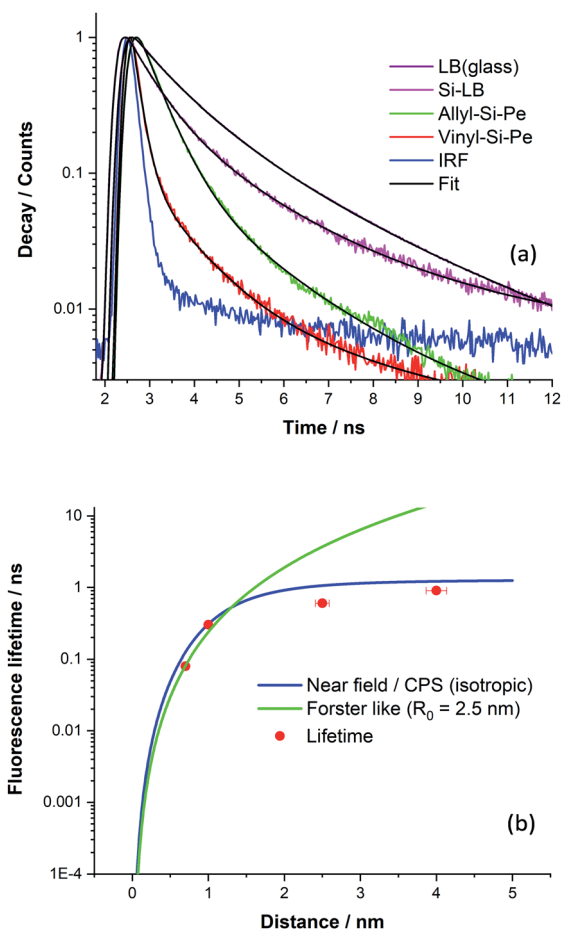 1
0.1
0.01
Decay / Counts
LB(glass)
Si-LB
Allyl-Si-Pe
Vinyl-Si-Pe
IRF
Fit
(a)
2 3 4 5 6 7 8 9 10 11 12
Time / ns
10
1
0.1
0.01
0.001
1E-4
Fluorescence lifetime / ns
Near field / CPS (isotropic)
Forster like (R₀ = 2.5 nm)
Lifetime
(b)
0 1 2 3 4 5
Distance / nm